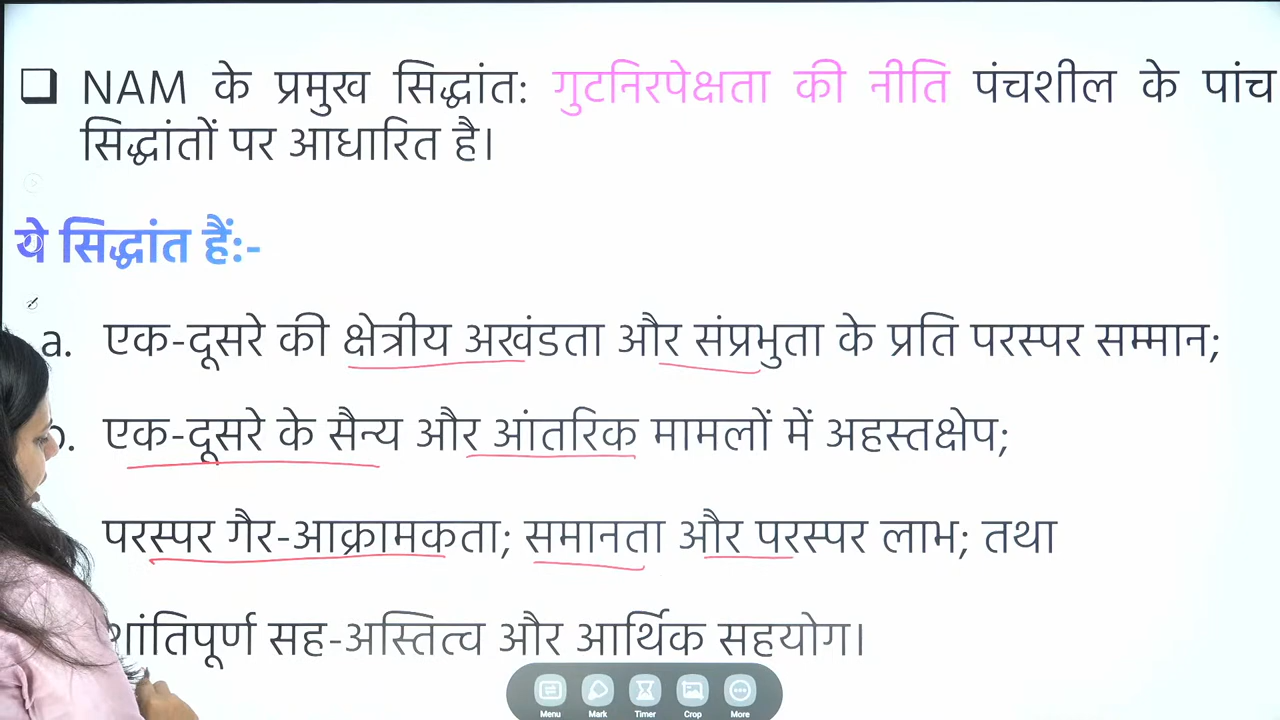 ❑ NAM के प्रमुख सिद्धांत: गुटनिरपेक्षता की नीति पंचशील के पांच
सिद्धांतों पर आधारित है।
ये सिद्धांत हैं:-
a. एक-दूसरे की क्षेत्रीय अखंडता और संप्रभुता के प्रति परस्पर सम्मान;
एक-दूसरे के सैन्य और आंतरिक मामलों में अहस्तक्षेप;
परस्पर गैर-आक्रामकता; समानता और परस्पर लाभ; तथा
शांतिपूर्ण सह-अस्तित्व और आर्थिक सहयोग।
Menu Mark Timer Crop More